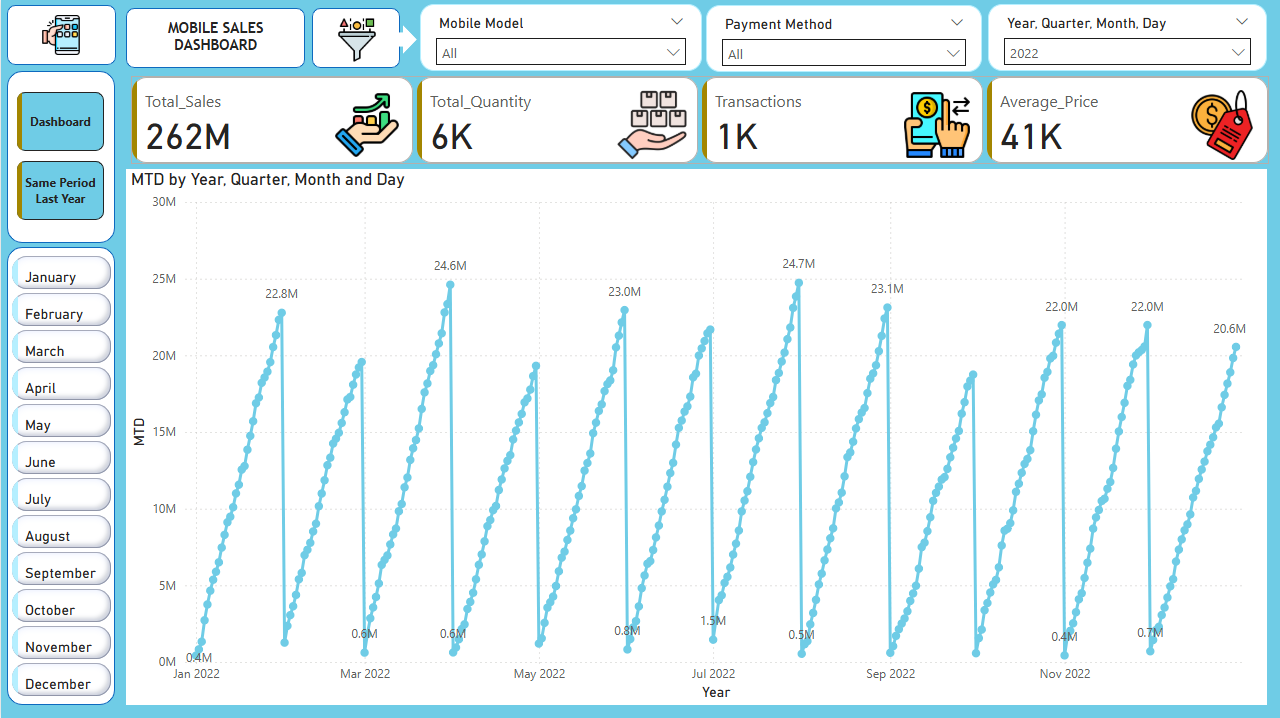 MOBILE SALES
DASHBOARD
Mobile Model
All
Payment Method
All
Year, Quarter, Month, Day
2022
Dashboard
Same Period
Last Year
January
February
March
April
May
June
July
August
September
October
November
December
Total_Sales
262M
Total_Quantity
6K
Transactions
1K
Average_Price
41K
MTD by Year, Quarter, Month and Day
30M
25M
20M
15M
10M
5M
0M
MTD
22.8M
24.6M
23.0M
24.7M
23.1M
22.0M
22.0M
20.6M
0.4M
0.6M
0.6M
0.8M
1.5M
0.5M
0.4M
0.7M
Jan 2022
Mar 2022
May 2022
Jul 2022
Sep 2022
Nov 2022
Year